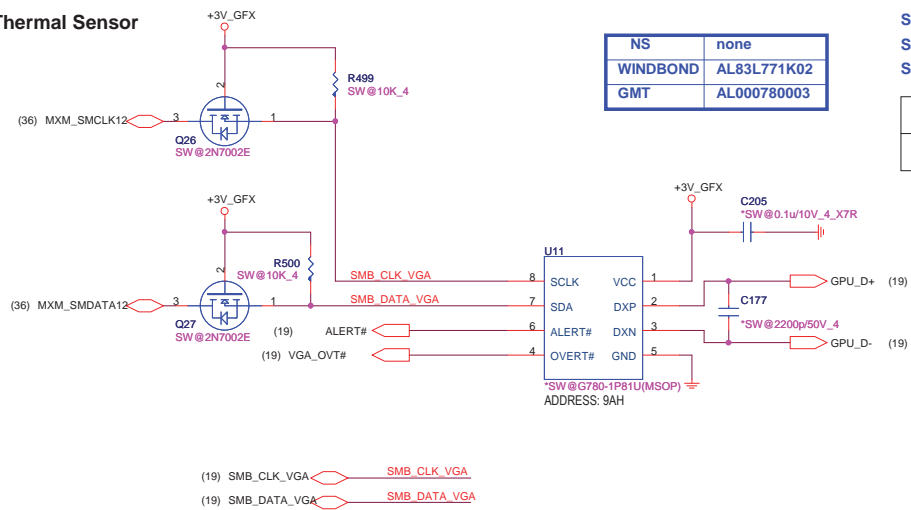 Thermal Sensor
+3V_GFX
2
R499
SW@10K_4
(36) MXM_SMCLK12
3
1
Q26
SW@2N7002E
NS none
WINDBOND AL83L771K02
GMT AL000780003
S
S
S
+3V_GFX
2
R500
SW@10K_4
(36) MXM_SMDATA12
3
1
Q27
SW@2N7002E
SMB_CLK_VGA
SMB_DATA_VGA
(19) ALERT#
(19) VGA_OVT#
+3V_GFX
C205
*SW@0.1u/10V_4_X7R
U11
8 SCLK VCC 1
7 SDA DXP 2
6 ALERT# DXN 3
4 OVERT# GND 5
*SW@G780-1P81U(MSOP)
ADDRESS: 9AH
GPU_D+ (19)
C177
*SW@2200p/50V_4
GPU_D- (19)
(19) SMB_CLK_VGA SMB_CLK_VGA
(19) SMB_DATA_VGA SMB_DATA_VGA